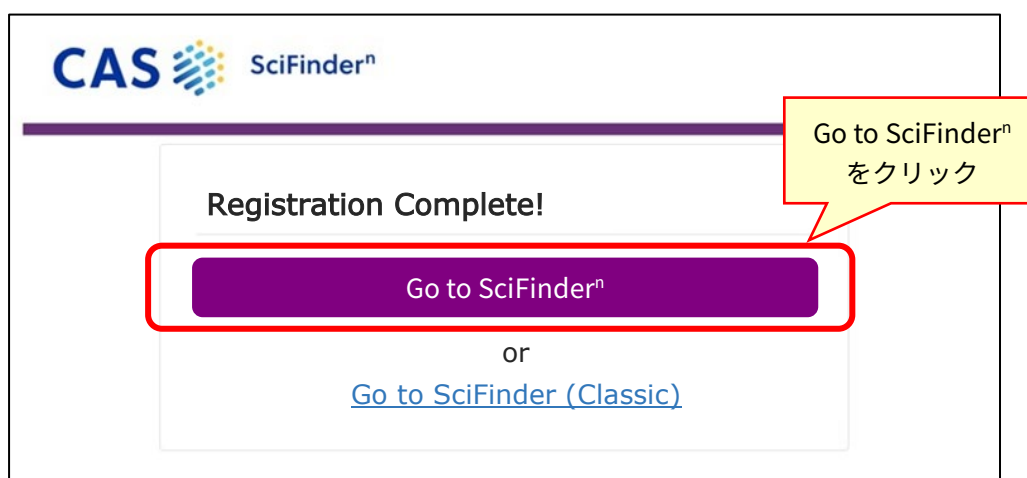 CAS SciFinderⁿ
Go to SciFinderⁿ
をクリック
Registration Complete!
Go to SciFinderⁿ
or
Go to SciFinder (Classic)